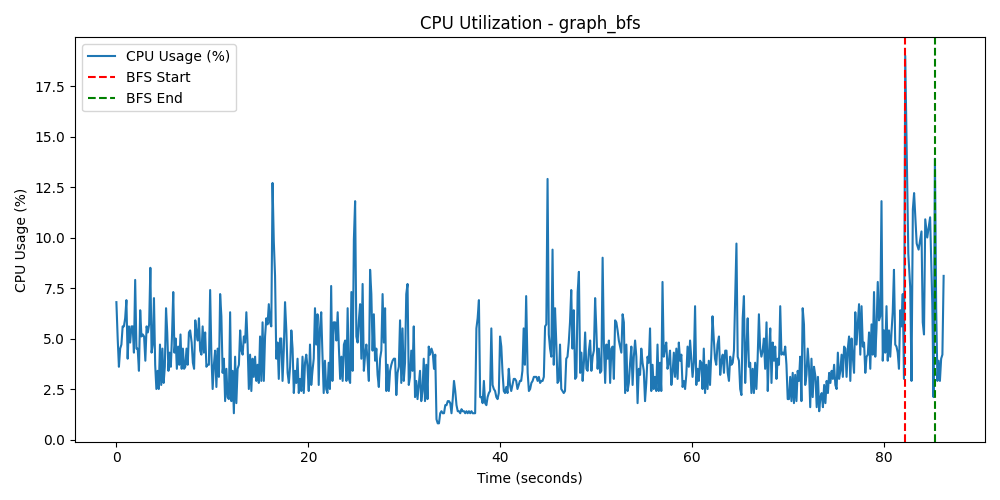 CPU Utilization - graph_bfs
CPU Usage (%)
BFS Start
BFS End
17.5
15.0
12.5
10.0
7.5
5.0
2.5
0.0
CPU Usage (%)
0 20 40 60 80
Time (seconds)